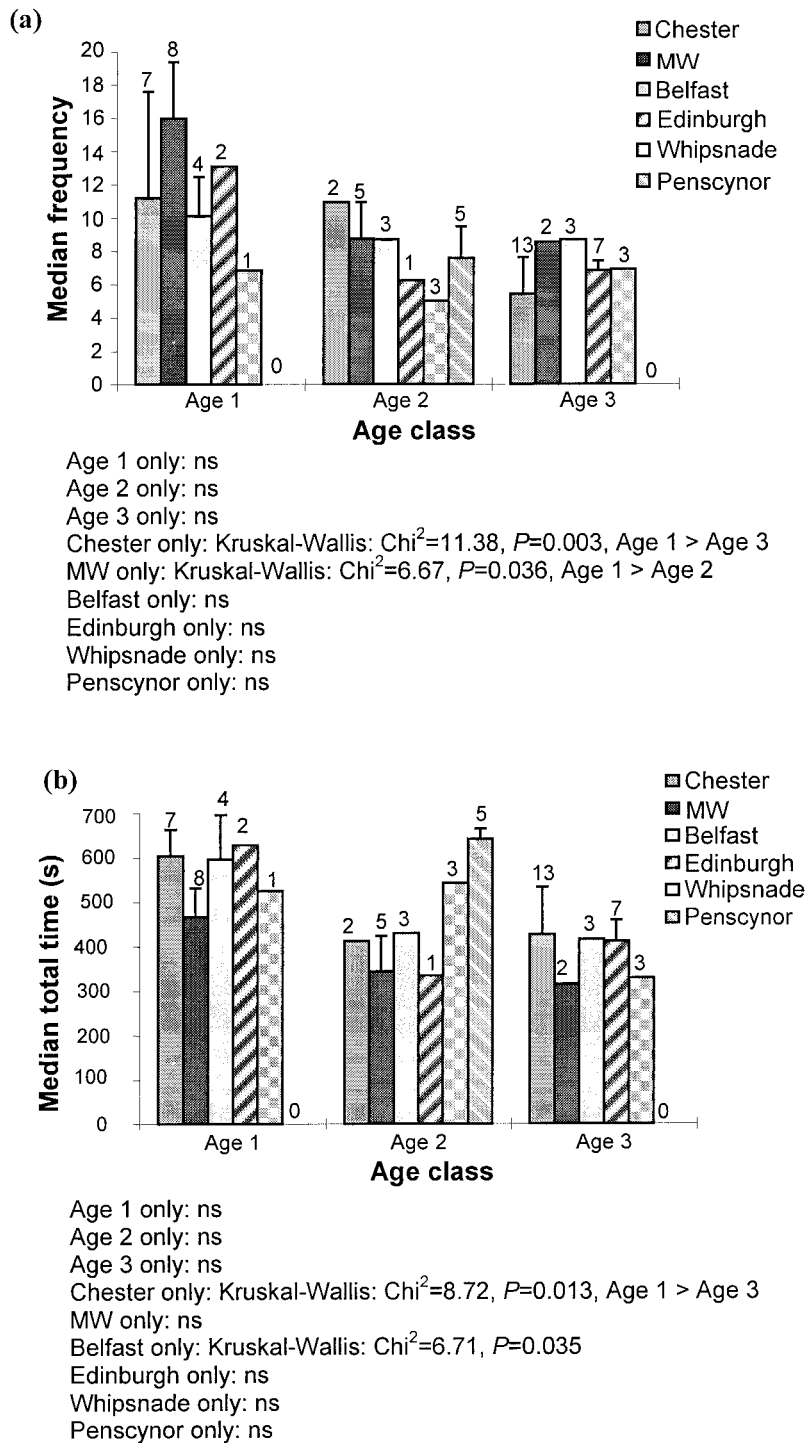 (a)
Chester
MW
Belfast
Edinburgh
Whipsnade
Penscynor
Median frequency
20
18
16
14
12
10
8
6
4
2
0
7
8
4
2
1
0
2
5
3
1
3
5
13
2
3
7
3
0
Age 1
Age 2
Age 3
Age class
Age 1 only: ns
Age 2 only: ns
Age 3 only: ns
Chester only: Kruskal-Wallis: Chi²=11.38, P=0.003, Age 1 > Age 3
MW only: Kruskal-Wallis: Chi²=6.67, P=0.036, Age 1 > Age 2
Belfast only: ns
Edinburgh only: ns
Whipsnade only: ns
Penscynor only: ns
(b)
Chester
MW
Belfast
Edinburgh
Whipsnade
Penscynor
Median total time (s)
700
600
500
400
300
200
100
0
7
8
4
2
1
0
2
5
3
1
3
5
13
2
3
7
3
0
Age 1
Age 2
Age 3
Age class
Age 1 only: ns
Age 2 only: ns
Age 3 only: ns
Chester only: Kruskal-Wallis: Chi²=8.72, P=0.013, Age 1 > Age 3
MW only: ns
Belfast only: Kruskal-Wallis: Chi²=6.71, P=0.035
Edinburgh only: ns
Whipsnade only: ns
Penscynor only: ns